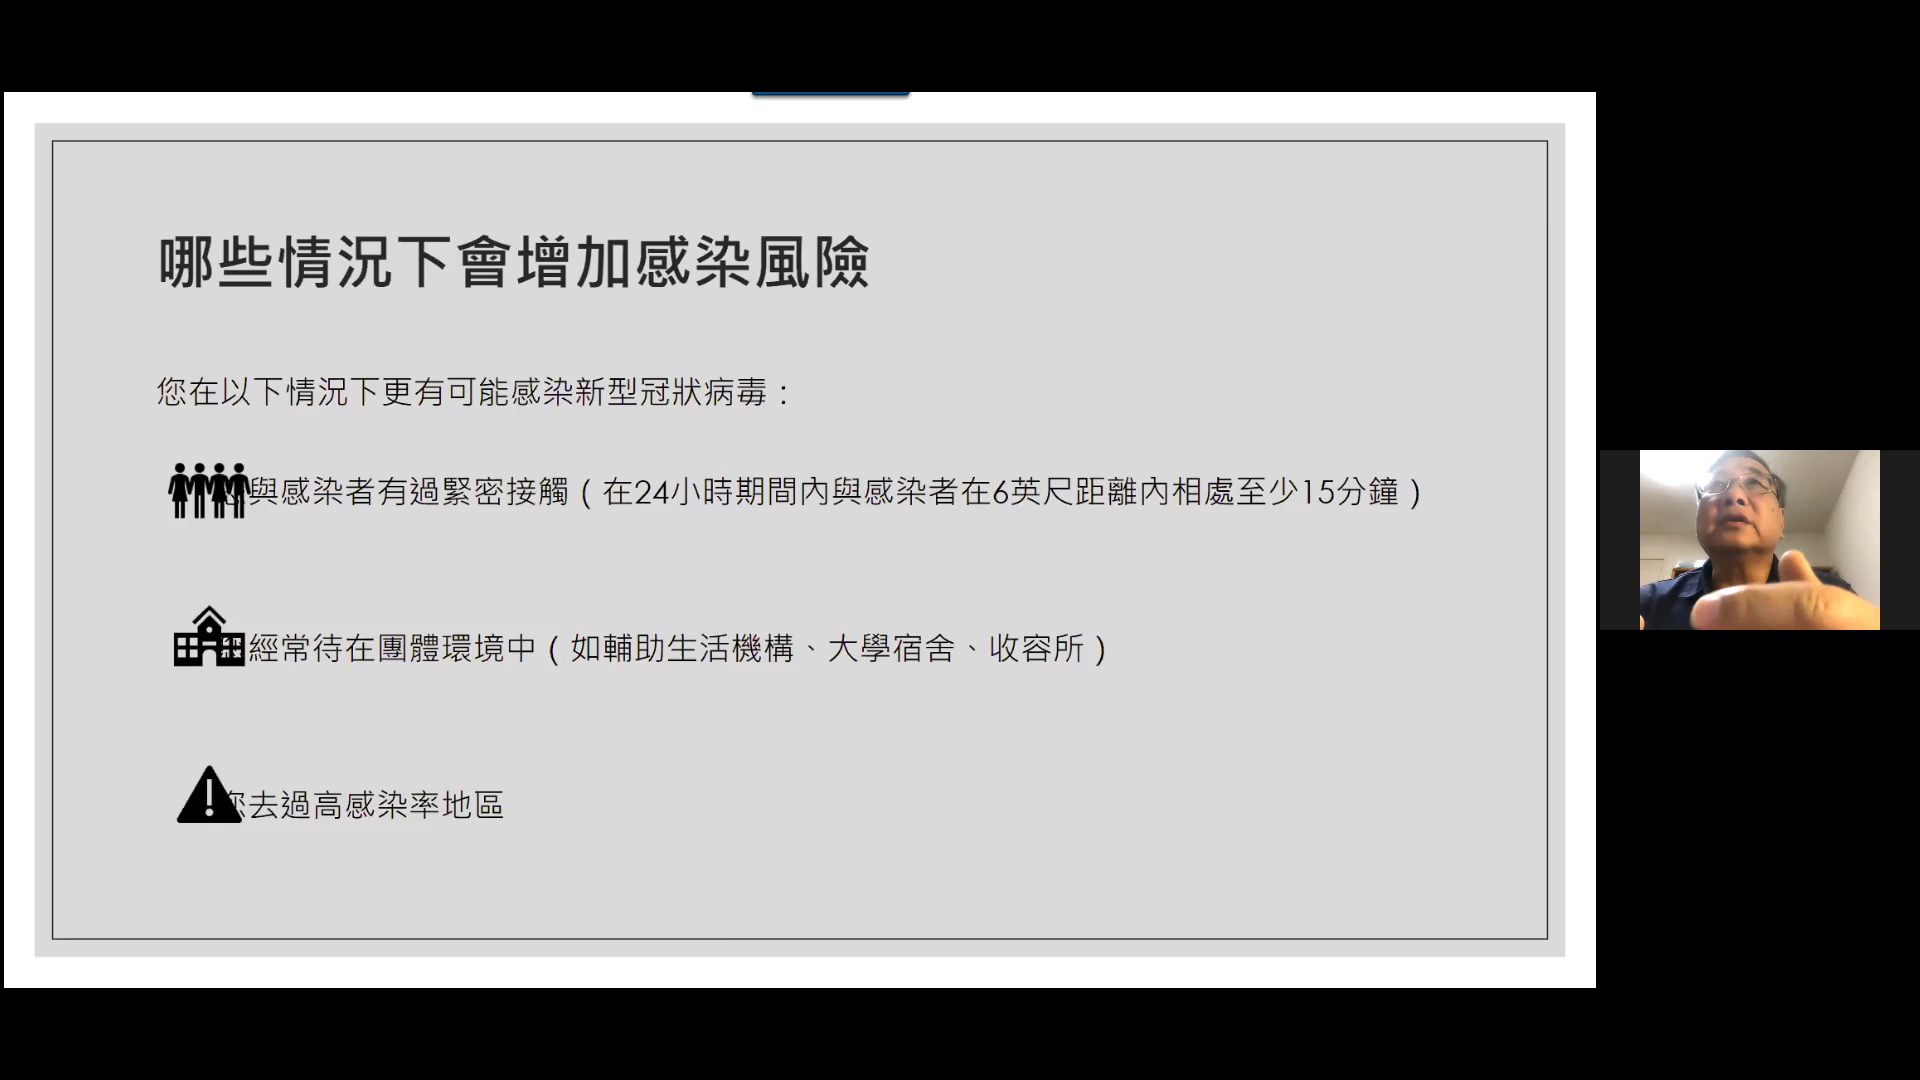 哪些情況下會增加感染風險
您在以下情況下更有可能感染新型冠狀病毒：
您與感染者有過緊密接觸（在24小時期間內與感染者在6英尺距離內相處至少15分鐘）
您經常待在團體環境中（如輔助生活機構、大學宿舍、收容所）
您去過高感染率地區